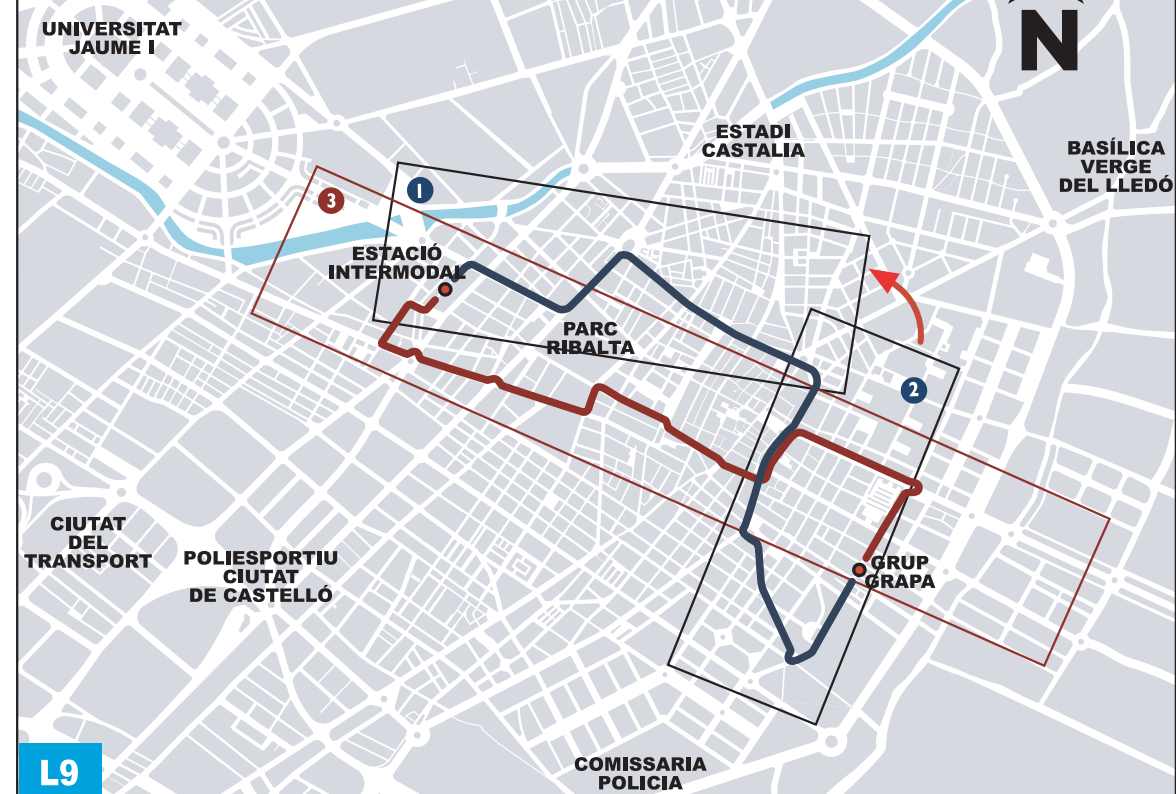 UNIVERSITAT
JAUME I
N
ESTADI
CASTALIA
BASÍLICA
VERGE
DEL LLEDÓ
3
1
ESTACIÓ
INTERMODAL
PARC
RIBALTA
2
CIUTAT
DEL
TRANSPORT
POLIESPORTIU
CIUTAT
DE CASTELLÓ
GRUP
GRAPA
COMISSARIA
POLICIA
L9